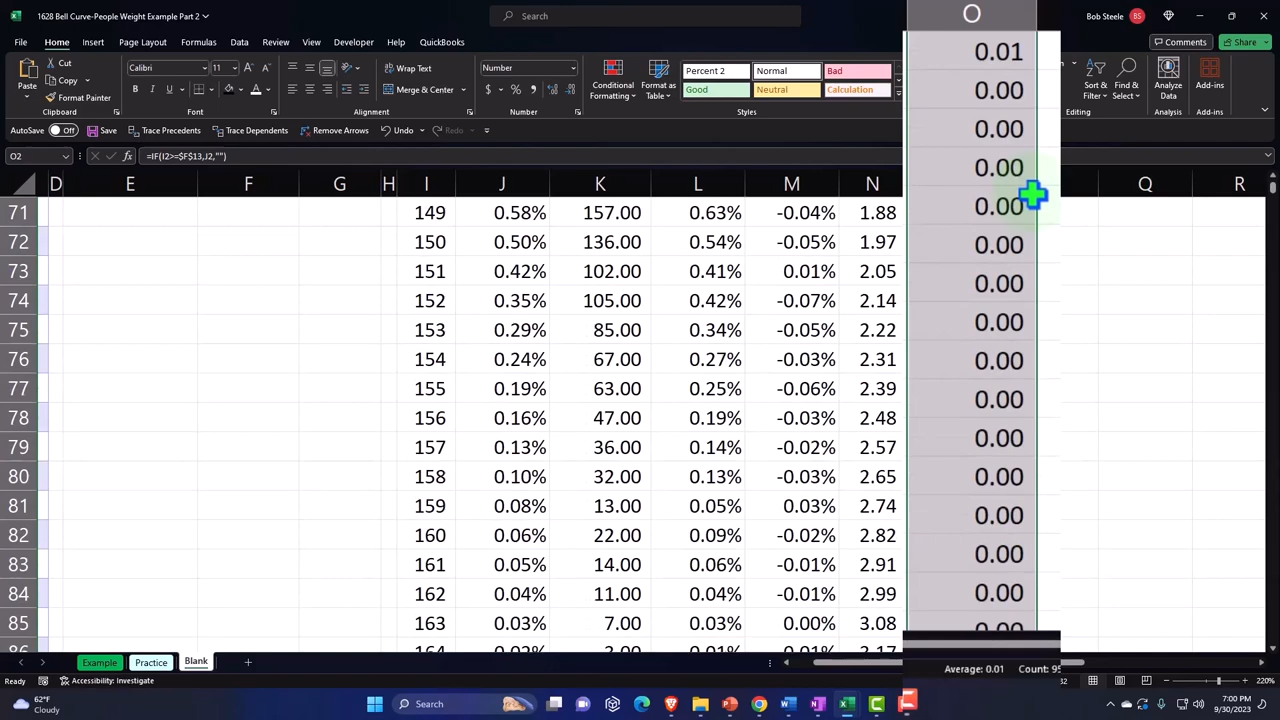 1628 Bell Curve-People Weight Example Part 2
Search
Bob Steele
BS
File
Home
Insert
Page Layout
Formulas
Data
Review
View
Developer
Help
QuickBooks
Comments
Share
Cut
Copy
Paste
Format Painter
Clipboard
Calibri
11
Font
Wrap Text
Merge & Center
Alignment
Number
Number
Conditional Formatting
Format as Table
Percent 2
Normal
Bad
Good
Neutral
Calculation
Styles
Sort & Filter
Find & Select
Editing
Analyze Data
Analysis
Add-ins
Add-ins
AutoSave Off
Save
Trace Precedents
Trace Dependents
Remove Arrows
Undo
Redo
O2
=IF(I2>=$F$13,J2,"")
D E F G H I J K L M N O Q R
71 149 0.58% 157.00 0.63% -0.04% 1.88
72 150 0.50% 136.00 0.54% -0.05% 1.97
73 151 0.42% 102.00 0.41% 0.01% 2.05
74 152 0.35% 105.00 0.42% -0.07% 2.14
75 153 0.29% 85.00 0.34% -0.05% 2.22
76 154 0.24% 67.00 0.27% -0.03% 2.31
77 155 0.19% 63.00 0.25% -0.06% 2.39
78 156 0.16% 47.00 0.19% -0.03% 2.48
79 157 0.13% 36.00 0.14% -0.02% 2.57
80 158 0.10% 32.00 0.13% -0.03% 2.65
81 159 0.08% 13.00 0.05% 0.03% 2.74
82 160 0.06% 22.00 0.09% -0.02% 2.82
83 161 0.05% 14.00 0.06% -0.01% 2.91
84 162 0.04% 11.00 0.04% -0.01% 2.99
85 163 0.03% 7.00 0.03% 0.00% 3.08
0.01
0.00
0.00
0.00
0.00
0.00
0.00
0.00
0.00
0.00
0.00
0.00
0.00
0.00
0.00
Example
Practice
Blank
Ready
Accessibility: Investigate
Average: 0.01
Count: 95
220%
62°F
Cloudy
Search
7:00 PM
9/30/2023